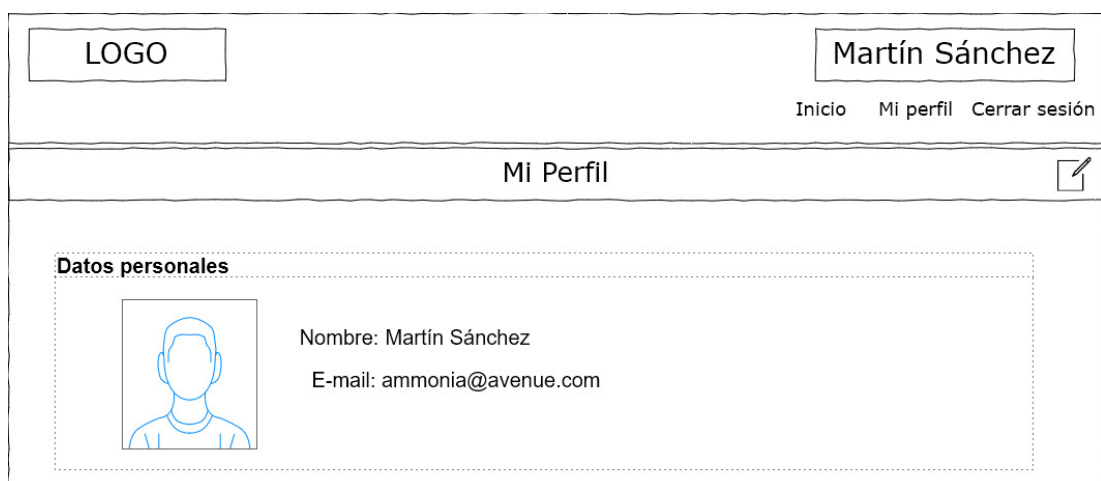 LOGO
Martín Sánchez
Inicio Mi perfil Cerrar sesión
Mi Perfil
Datos personales
Nombre: Martín Sánchez
E-mail: ammonia@avenue.com